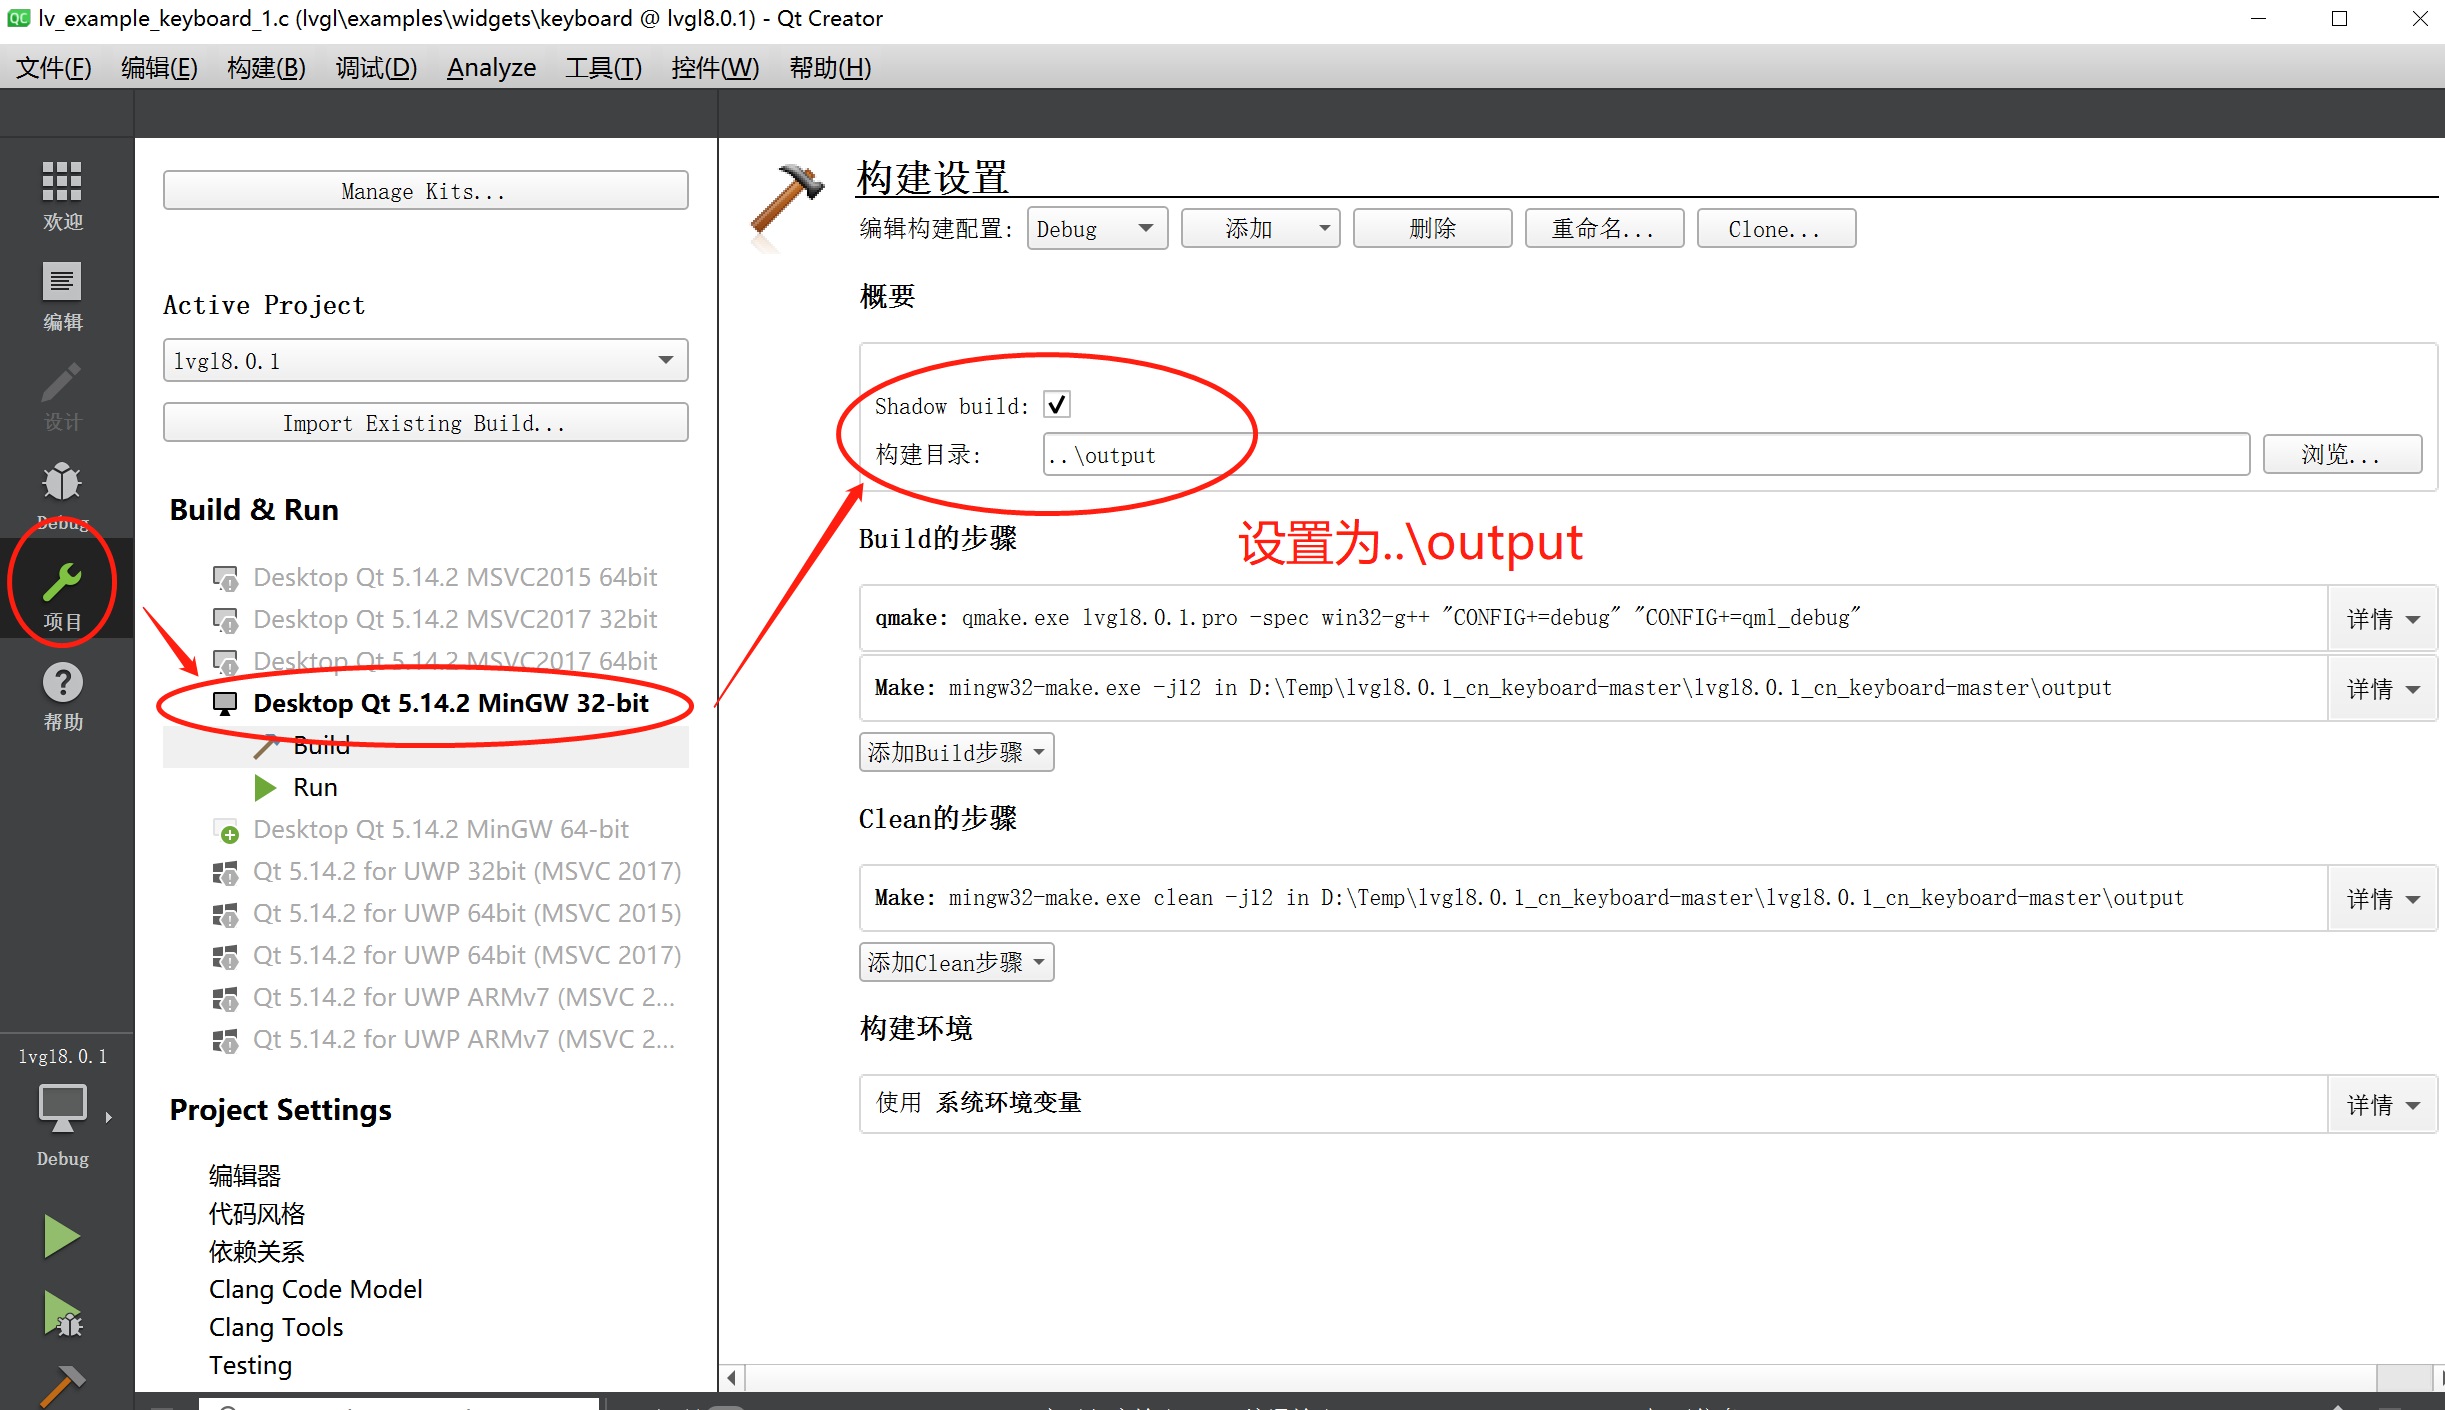 lv_example_keyboard_1.c (lvgl\examples\widgets\keyboard @ lvgl8.0.1) - Qt Creator
文件(F) 编辑(E) 构建(B) 调试(D) Analyze 工具(T) 控件(W) 帮助(H)
欢迎
编辑
设计
Debug
项目
帮助
lvgl8.0.1
Debug
Manage Kits...
Active Project
lvgl8.0.1
Import Existing Build...
Build & Run
Desktop Qt 5.14.2 MSVC2015 64bit
Desktop Qt 5.14.2 MSVC2017 32bit
Desktop Qt 5.14.2 MSVC2017 64bit
Desktop Qt 5.14.2 MinGW 32-bit
Build
Run
Desktop Qt 5.14.2 MinGW 64-bit
Qt 5.14.2 for UWP 32bit (MSVC 2017)
Qt 5.14.2 for UWP 64bit (MSVC 2015)
Qt 5.14.2 for UWP 64bit (MSVC 2017)
Qt 5.14.2 for UWP ARMv7 (MSVC 2...
Qt 5.14.2 for UWP ARMv7 (MSVC 2...
Project Settings
编辑器
代码风格
依赖关系
Clang Code Model
Clang Tools
Testing
构建设置
编辑构建配置: Debug 添加 删除 重命名... Clone...
概要
Shadow build:
构建目录: ..\output 浏览...
设置为..\output
Build的步骤
qmake: qmake.exe lvgl8.0.1.pro -spec win32-g++ "CONFIG+=debug" "CONFIG+=qml_debug" 详情
Make: mingw32-make.exe -j12 in D:\Temp\lvgl8.0.1_cn_keyboard-master\lvgl8.0.1_cn_keyboard-master\output 详情
添加Build步骤
Clean的步骤
Make: mingw32-make.exe clean -j12 in D:\Temp\lvgl8.0.1_cn_keyboard-master\lvgl8.0.1_cn_keyboard-master\output 详情
添加Clean步骤
构建环境
使用 系统环境变量 详情